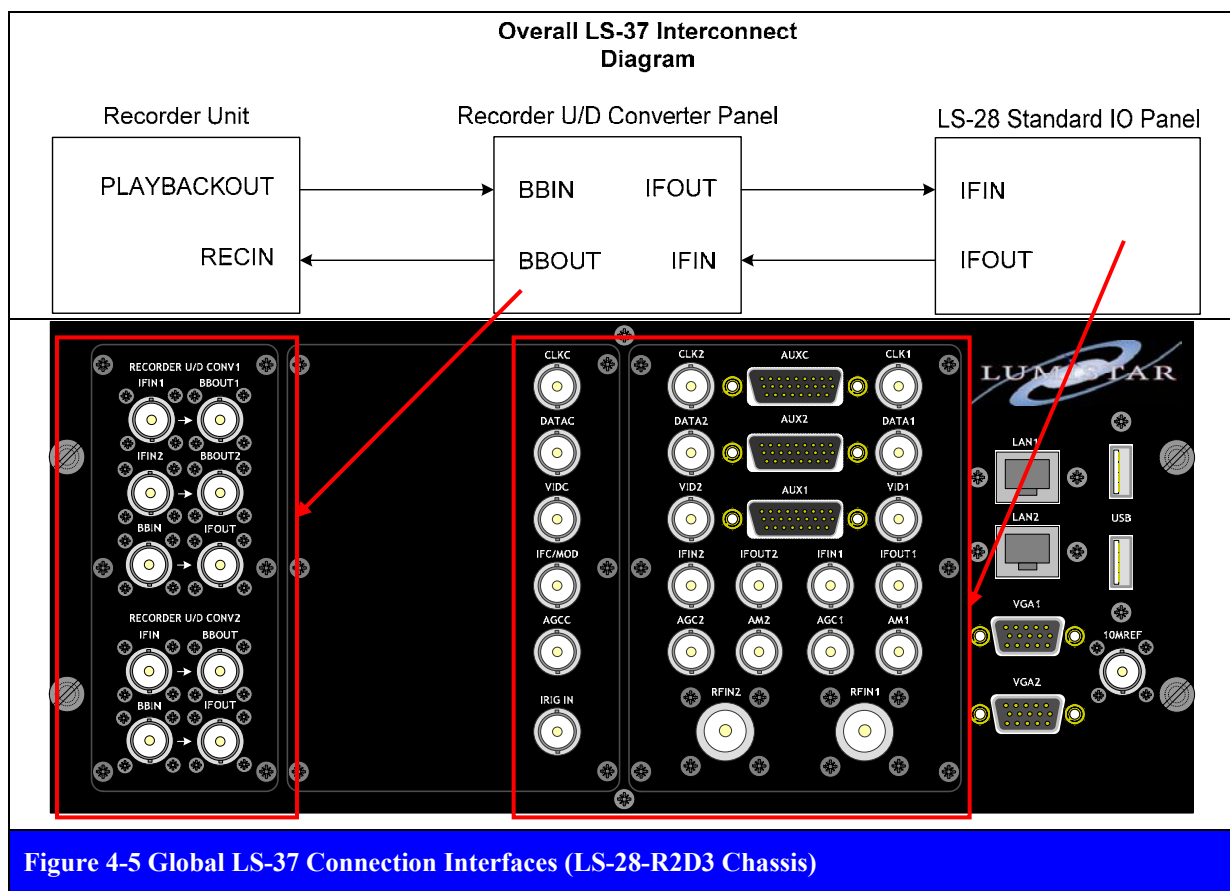 Overall LS-37 Interconnect
Diagram
Recorder Unit
Recorder U/D Converter Panel
LS-28 Standard IO Panel
PLAYBACKOUT
BBIN
IFOUT
IFIN
RECIN
BBOUT
IFIN
IFOUT
RECORDER U/D CONV1
IFIN1
BBOUT1
IFIN2
BBOUT2
BBIN
IFOUT
RECORDER U/D CONV2
IFIN
BBOUT
BBIN
IFOUT
CLKC
DATAC
VIDC
IFC/MOD
AGCC
IRIG IN
CLK2
AUXC
CLK1
DATA2
AUX2
DATA1
VID2
AUX1
VID1
IFIN2
IFOUT2
IFIN1
IFOUT1
AGC2
AM2
AGC1
AM1
RFIN2
RFIN1
LUMISTAR
LAN1
LAN2
USB
VGA1
10MREF
VGA2
Figure 4-5 Global LS-37 Connection Interfaces (LS-28-R2D3 Chassis)